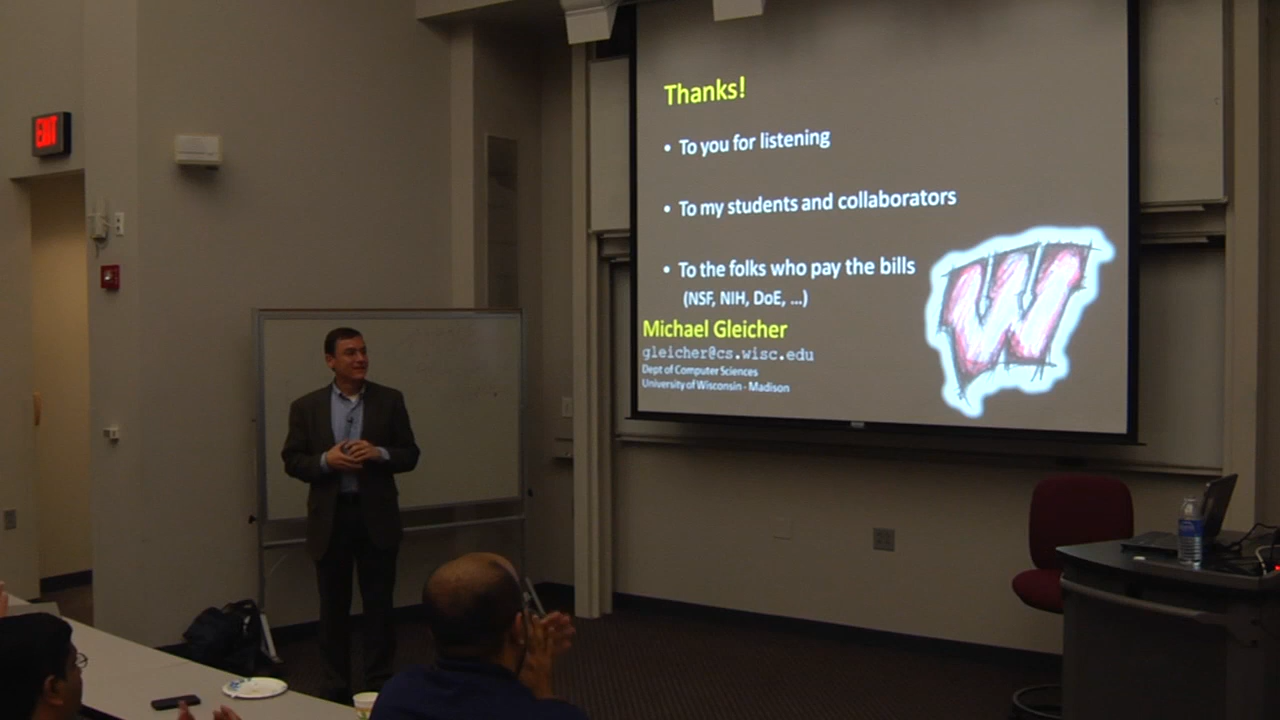 EXIT
Thanks!
• To you for listening
• To my students and collaborators
• To the folks who pay the bills
(NSF, NIH, DoE, ...)
Michael Gleicher
gleicher@cs.wisc.edu
Dept of Computer Sciences
University of Wisconsin - Madison
W